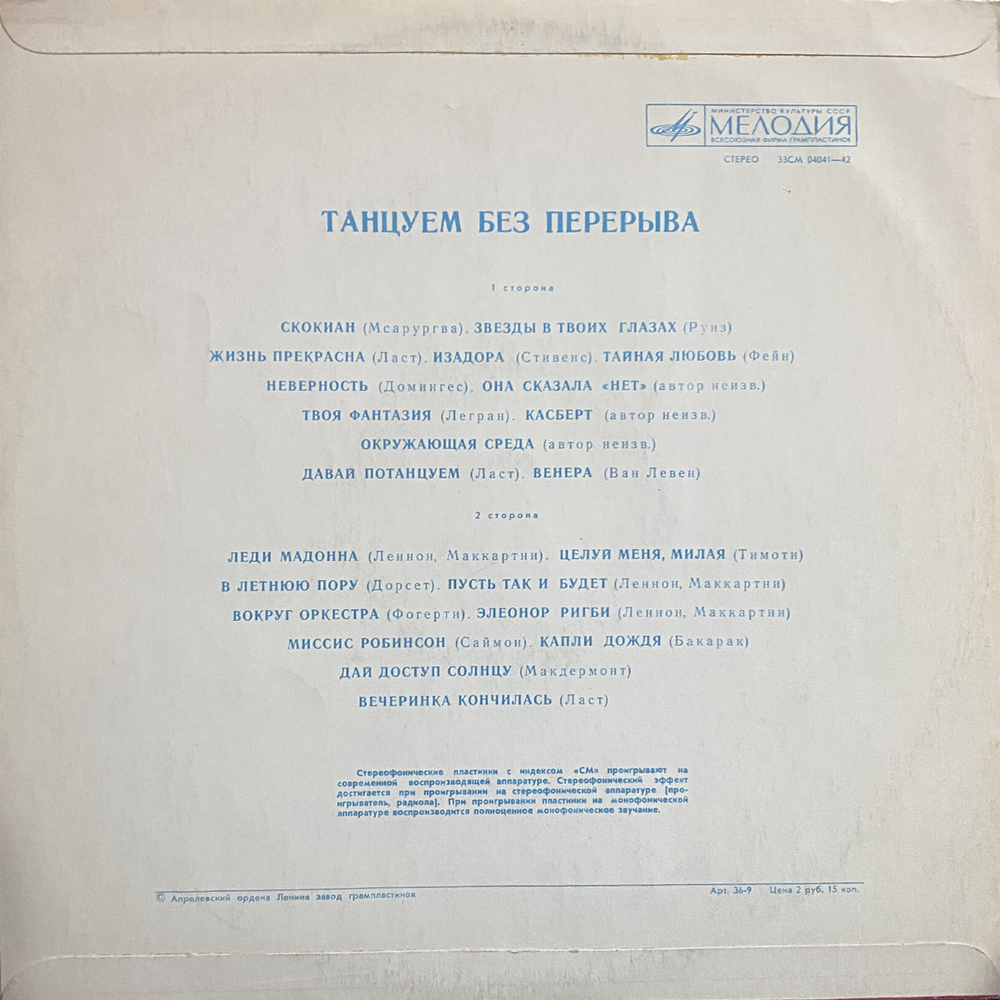 МИНИСТЕРСТВО КУЛЬТУРЫ СССР
МЕЛОДИЯ
ВСЕСОЮЗНАЯ ФИРМА ГРАМПЛАСТИНОК
СТЕРЕО 33СМ 04041—42
ТАНЦУЕМ БЕЗ ПЕРЕРЫВА
1 сторона
СКОКИАН (Мсарургва). ЗВЕЗДЫ В ТВОИХ ГЛАЗАХ (Руиз)
ЖИЗНЬ ПРЕКРАСНА (Ласт). ИЗАДОРА (Стивенс). ТАЙНАЯ ЛЮБОВЬ (Фейн)
НЕВЕРНОСТЬ (Домингес). ОНА СКАЗАЛА «НЕТ» (автор неизв.)
ТВОЯ ФАНТАЗИЯ (Легран). КАСБЕРТ (автор неизв.)
ОКРУЖАЮЩАЯ СРЕДА (автор неизв.)
ДАВАЙ ПОТАНЦУЕМ (Ласт). ВЕНЕРА (Ван Левен)
2 сторона
ЛЕДИ МАДОННА (Леннон, Маккартни). ЦЕЛУЙ МЕНЯ, МИЛАЯ (Тимоти)
В ЛЕТНЮЮ ПОРУ (Дорсет). ПУСТЬ ТАК И БУДЕТ (Леннон, Маккартни)
ВОКРУГ ОРКЕСТРА (Фогерти). ЭЛЕОНОР РИГБИ (Леннон, Маккартни)
МИССИС РОБИНСОН (Саймон). КАПЛИ ДОЖДЯ (Бакарак)
ДАЙ ДОСТУП СОЛНЦУ (Макдермонт)
ВЕЧЕРИНКА КОНЧИЛАСЬ (Ласт)
Стереофонические пластинки с индексом «СМ» проигрывают на
современной воспроизводящей аппаратуре. Стереофонический эффект
достигается при проигрывании на стереофонической аппаратуре (про-
игрыватель, радиола). При проигрывании пластинки на монофонической
аппаратуре воспроизводится полноценное монофоническое звучание.
© Апрелевский ордена Ленина завод грампластинок
Арт. 36-9 Цена 2 руб. 15 коп.